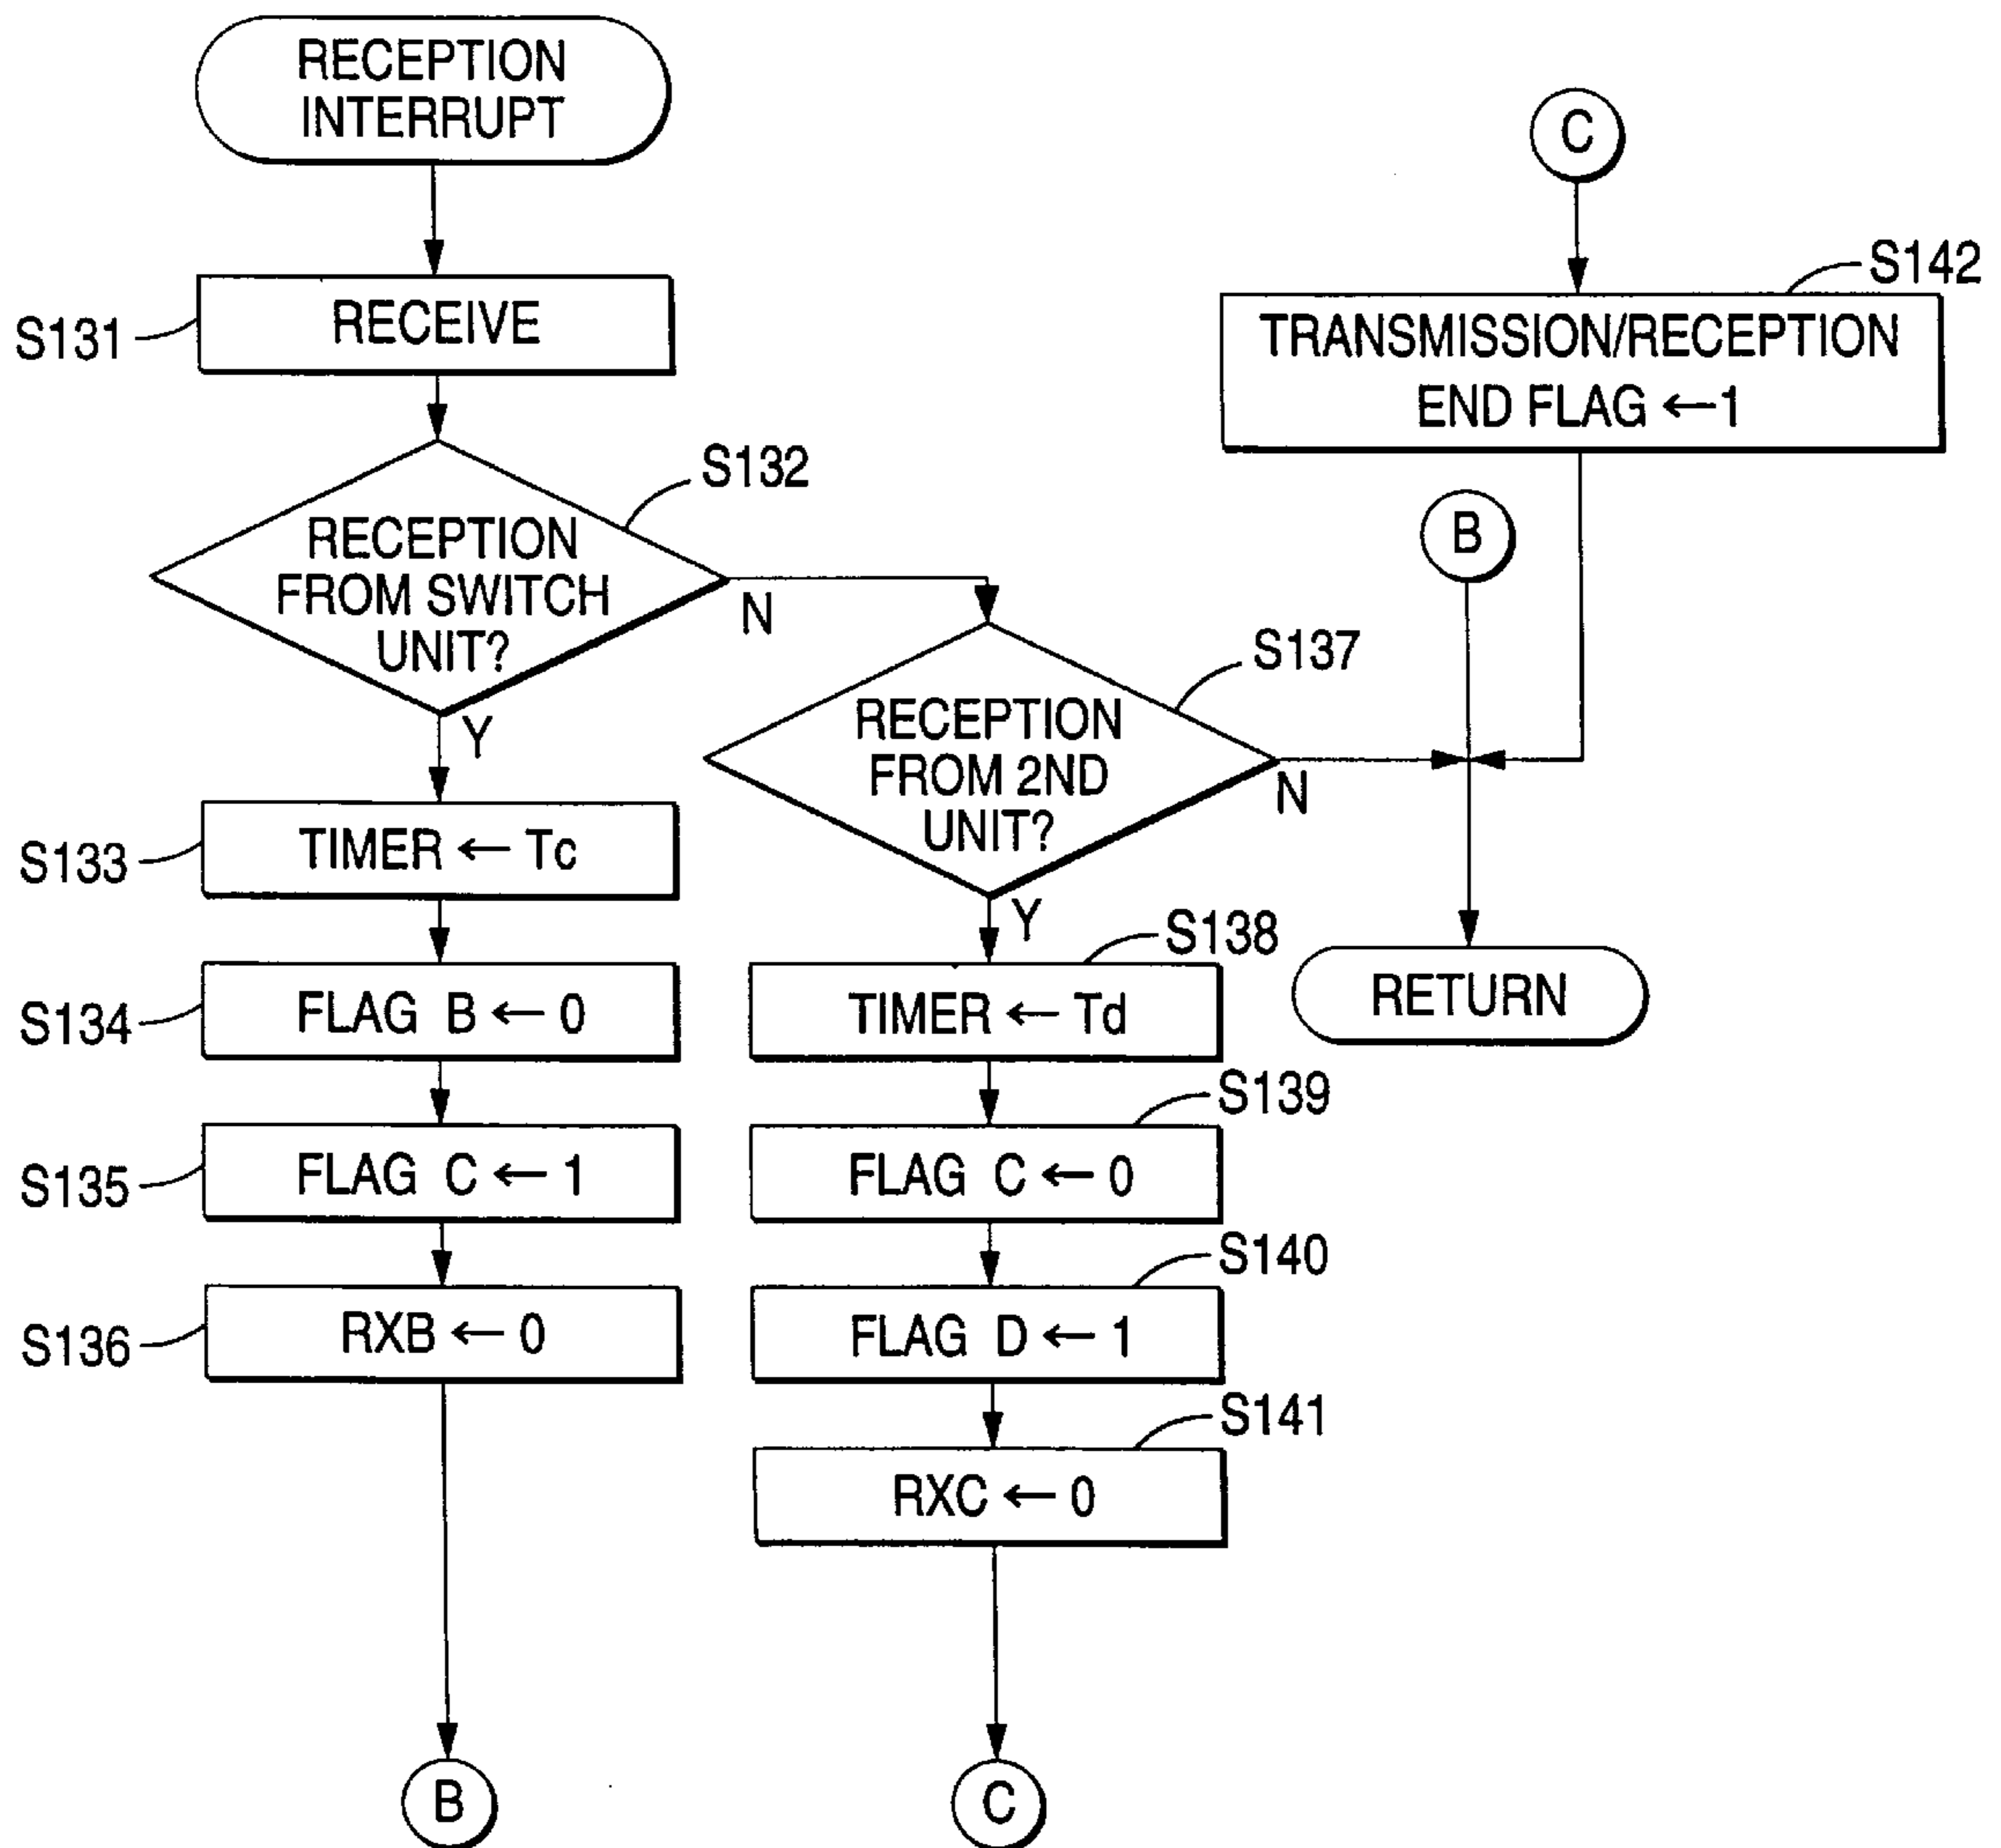 RECEPTION
INTERRUPT
S131
RECEIVE
S132
RECEPTION
FROM SWITCH
UNIT?
N
Y
S133
TIMER ← Tc
S134
FLAG B ← 0
S135
FLAG C ← 1
S136
RXB ← 0
B
S137
RECEPTION
FROM 2ND
UNIT?
N
Y
S138
TIMER ← Td
S139
FLAG C ← 0
S140
FLAG D ← 1
S141
RXC ← 0
C
C
S142
TRANSMISSION/RECEPTION
END FLAG ←1
B
RETURN